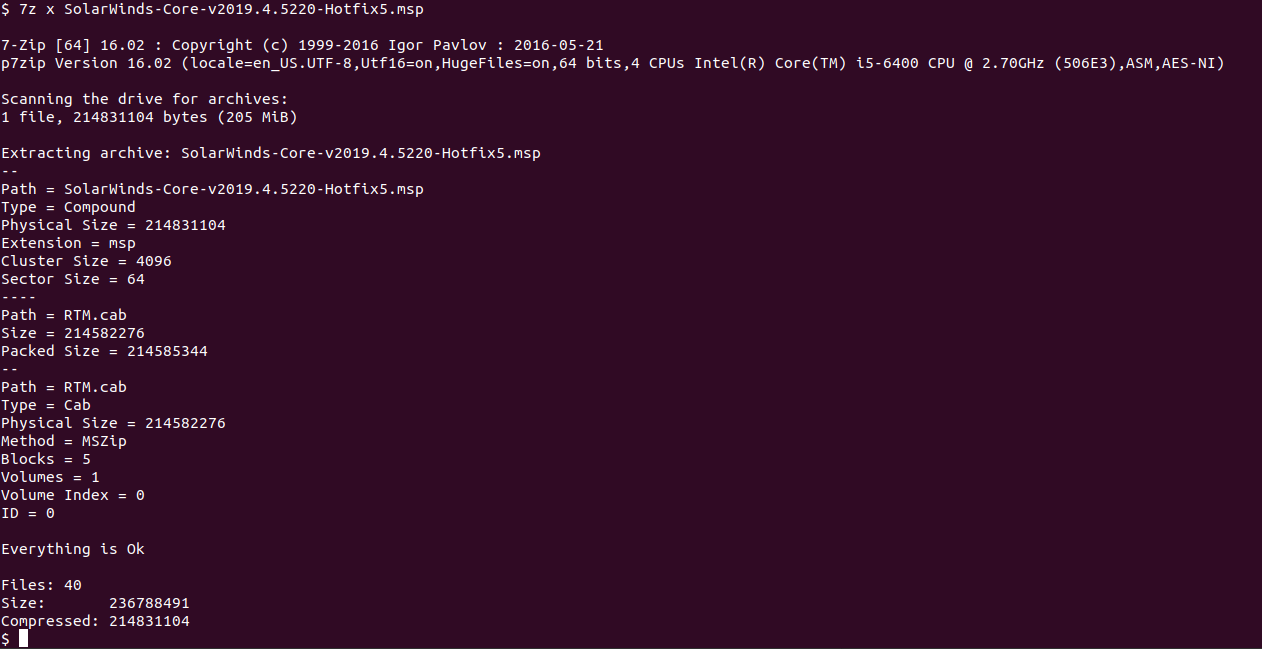 $ 7z x SolarWinds-Core-v2019.4.5220-Hotfix5.msp
7-Zip [64] 16.02 : Copyright (c) 1999-2016 Igor Pavlov : 2016-05-21
p7zip Version 16.02 (locale=en_US.UTF-8,Utf16=on,HugeFiles=on,64 bits,4 CPUs Intel(R) Core(TM) i5-6400 CPU @ 2.70GHz (506E3),ASM,AES-NI)
Scanning the drive for archives:
1 file, 214831104 bytes (205 MiB)
Extracting archive: SolarWinds-Core-v2019.4.5220-Hotfix5.msp
--
Path = SolarWinds-Core-v2019.4.5220-Hotfix5.msp
Type = Compound
Physical Size = 214831104
Extension = msp
Cluster Size = 4096
Sector Size = 64
----
Path = RTM.cab
Size = 214582276
Packed Size = 214585344
--
Path = RTM.cab
Type = Cab
Physical Size = 214582276
Method = MSZip
Blocks = 5
Volumes = 1
Volume Index = 0
ID = 0
Everything is Ok
Files: 40
Size:       236788491
Compressed: 214831104
$